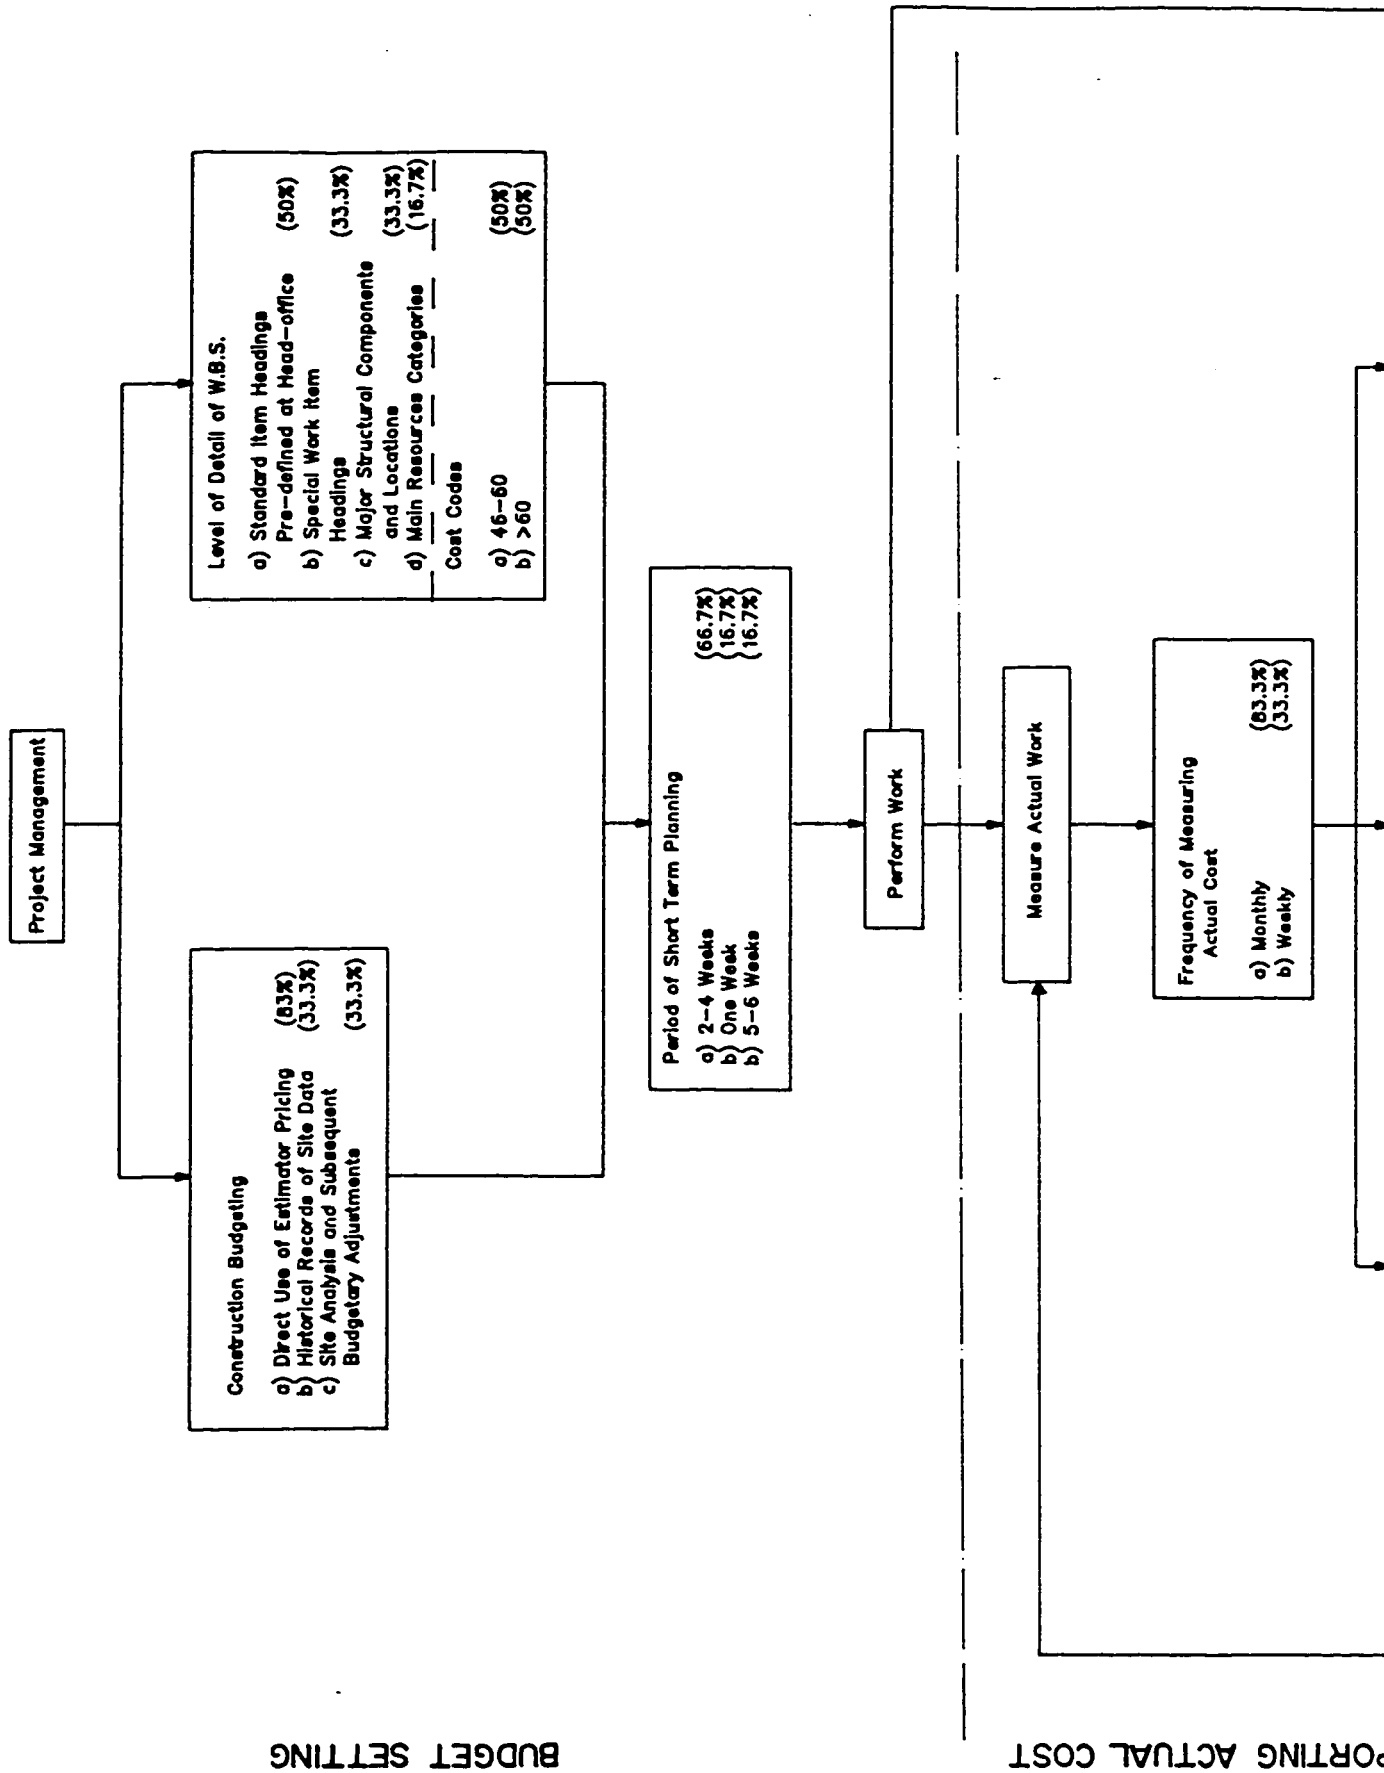 Project Management
Construction Budgeting
a) Direct Use of Estimator Pricing (83%)
b) Historical Records of Site Data (33.3%)
c) Site Analysis and Subsequent
Budgetary Adjustments (33.3%)
Level of Detail of W.B.S.
a) Standard Item Headings
Pre-defined at Head-office (50%)
b) Special Work Item
Headings (33.3%)
c) Major Structural Components
and Locations (33.3%)
d) Main Resources Categories (16.7%)
Cost Codes
a) 46-60 (50%)
b) >60 (50%)
Period of Short Term Planning
a) 2-4 Weeks (66.7%)
b) One Week (16.7%)
b) 5-6 Weeks (16.7%)
Perform Work
Measure Actual Work
Frequency of Measuring
Actual Cost
a) Monthly (83.3%)
b) Weekly (33.3%)
BUDGET SETTING
PORTING ACTUAL COST